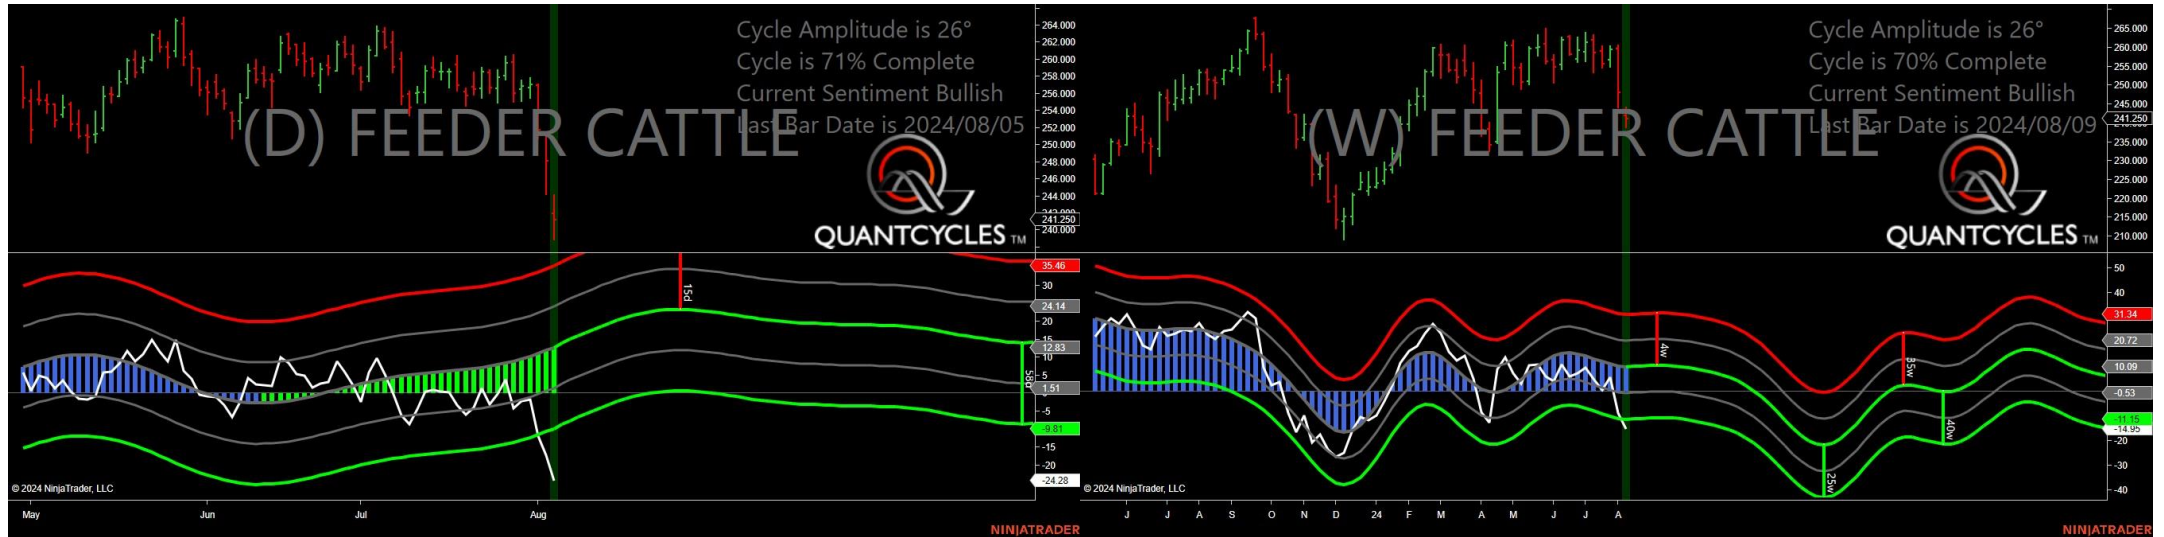 Cycle Amplitude is 26°
Cycle is 71% Complete
Current Sentiment Bullish
Last Bar Date is 2024/08/05
(D) FEEDER CATTLE
QUANTCYCLES TM
264.000
262.000
260.000
258.000
256.000
254.000
252.000
250.000
248.000
246.000
244.000
241.250
240.000
35.46
30
24.14
20
15
12.83
10
5
1.51
-5
-9.81
-15
-20
-24.28
15d
58d
© 2024 NinjaTrader, LLC
May Jun Jul Aug
NINJATRADER
Cycle Amplitude is 26°
Cycle is 70% Complete
Current Sentiment Bullish
Last Bar Date is 2024/08/09
(W) FEEDER CATTLE
QUANTCYCLES TM
265.000
260.000
255.000
250.000
245.000
241.250
235.000
230.000
225.000
220.000
215.000
210.000
50
40
31.34
20.72
10.09
-0.53
-11.15
-14.95
-20
-30
-40
4w
25w
35w
40w
© 2024 NinjaTrader, LLC
J J A S O N D 24 F M A M J J A
NINJATRADER